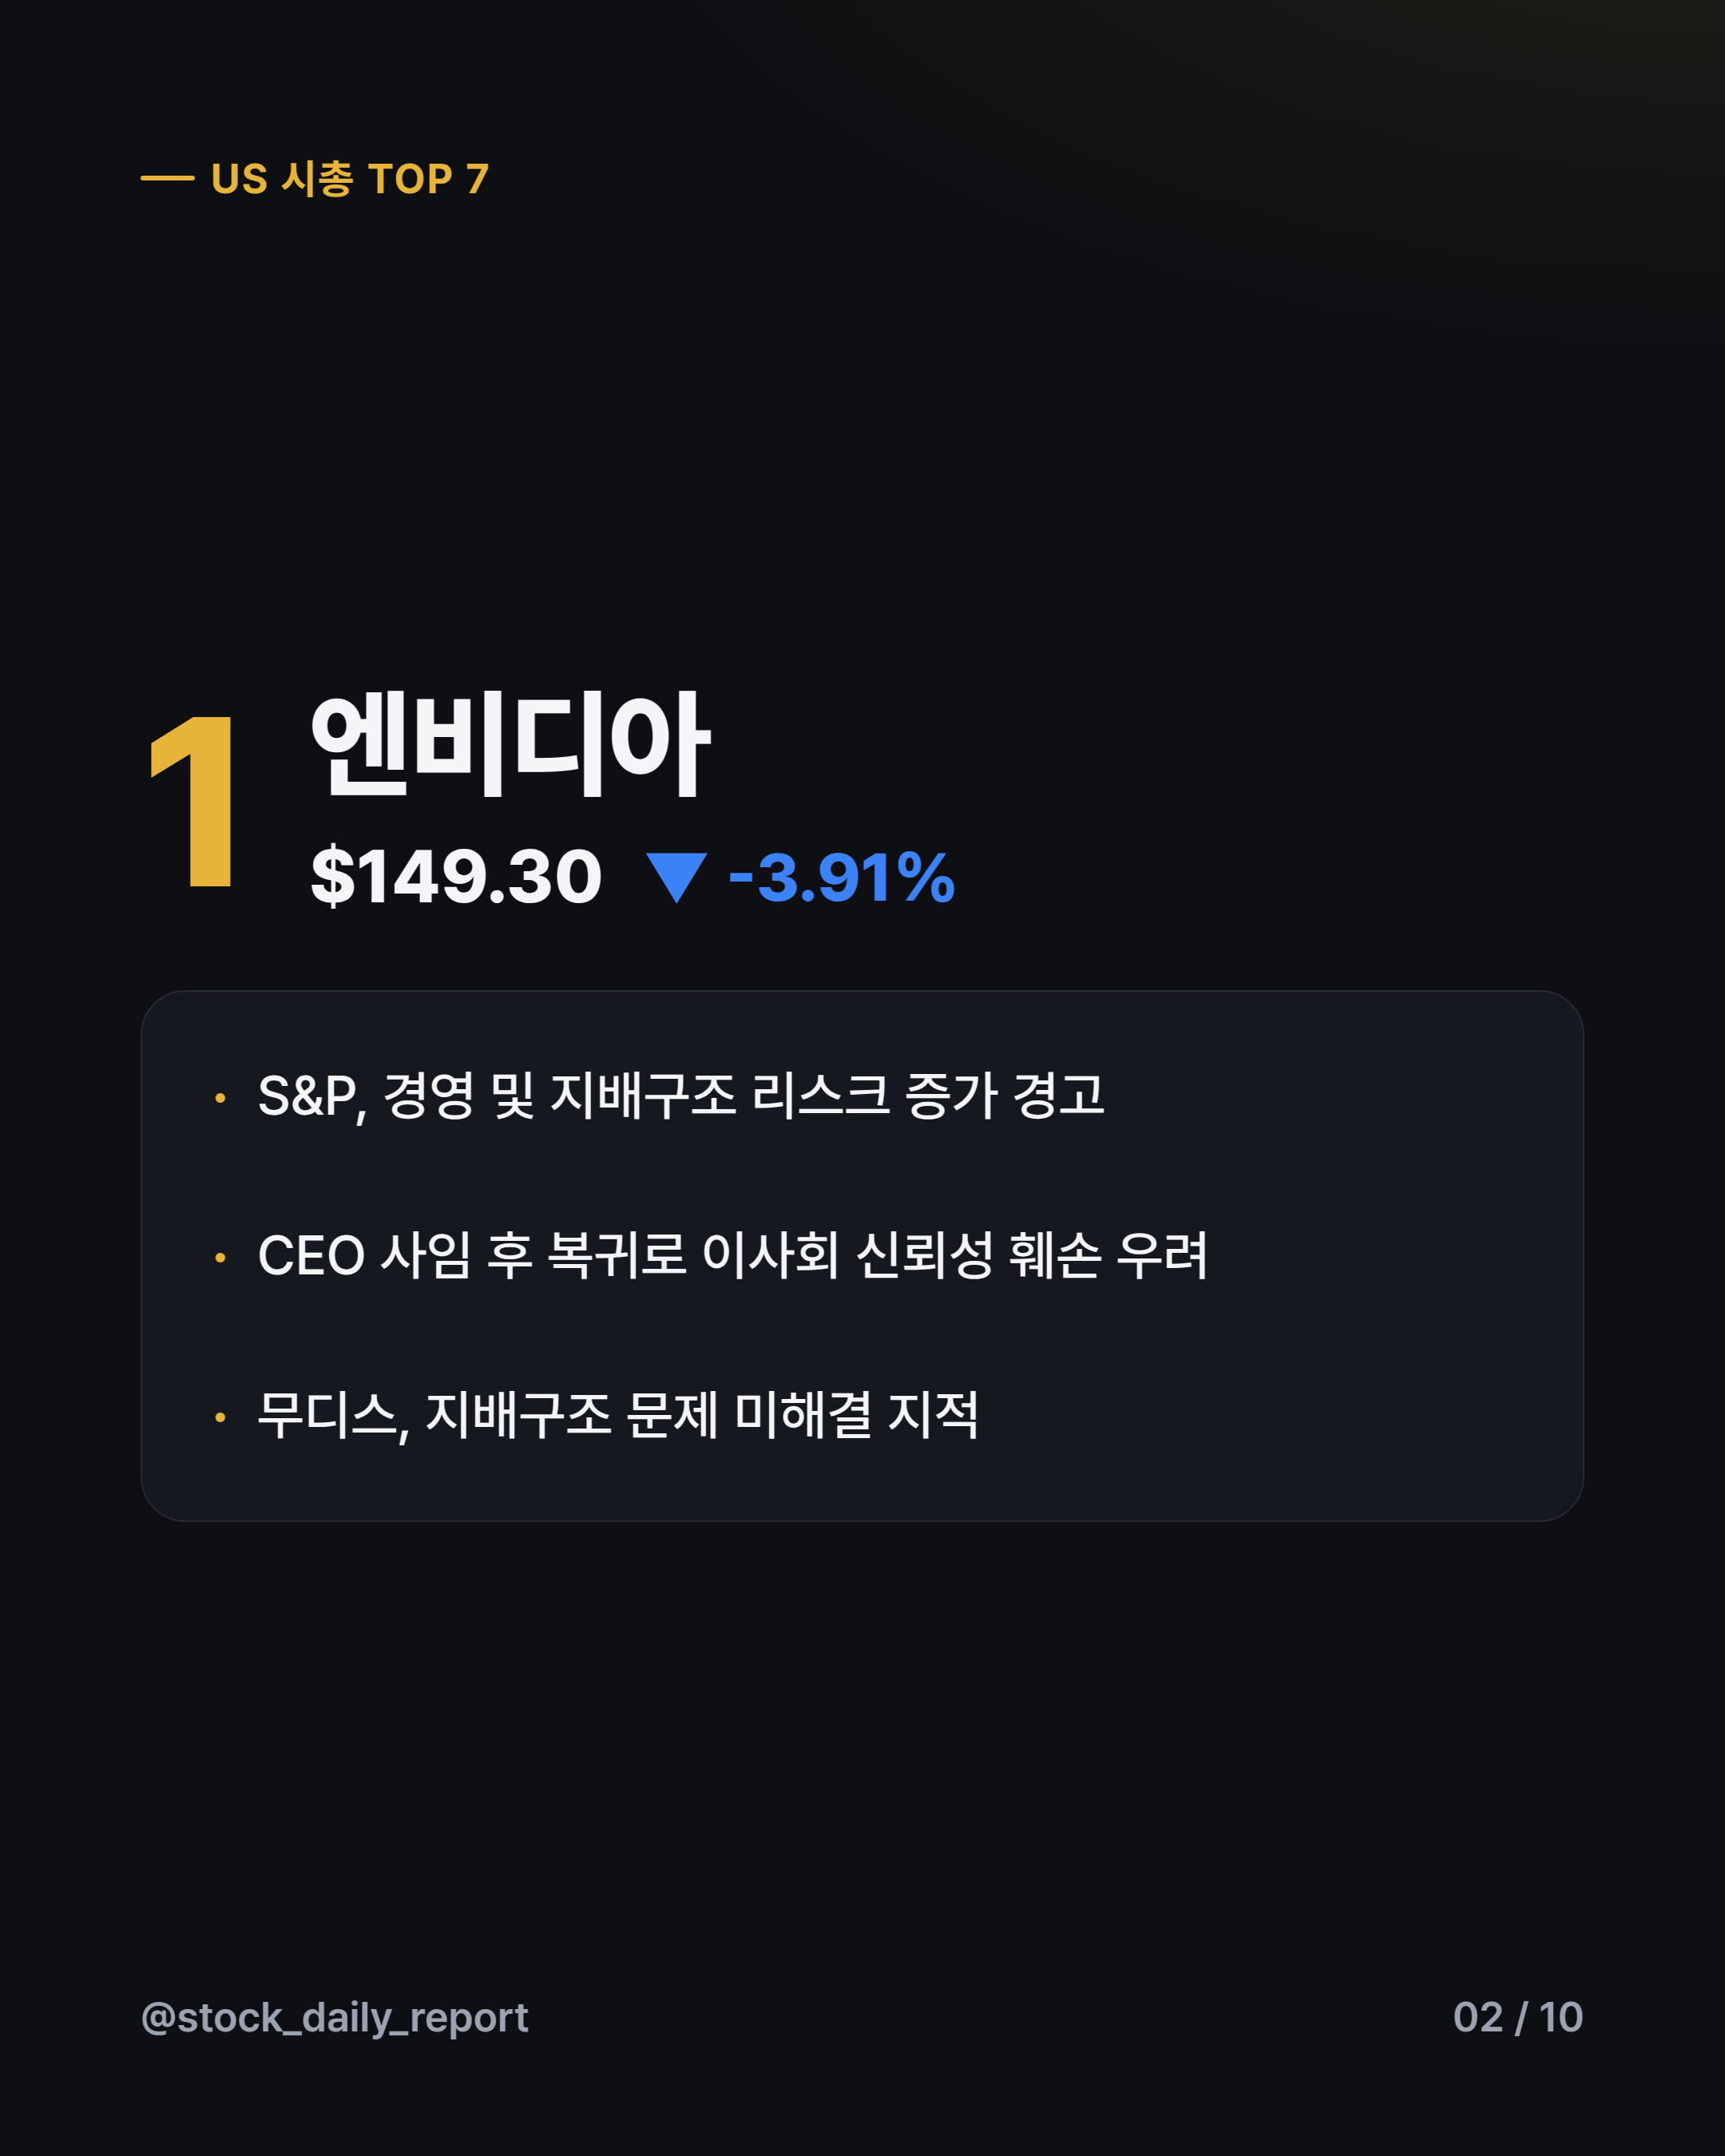 US 시총 TOP 7
1
엔비디아
$149.30 ▼ -3.91%
• S&P, 경영 및 지배구조 리스크 증가 경고
• CEO 사임 후 복귀로 이사회 신뢰성 훼손 우려
• 무디스, 지배구조 문제 미해결 지적
@stock_daily_report
02 / 10